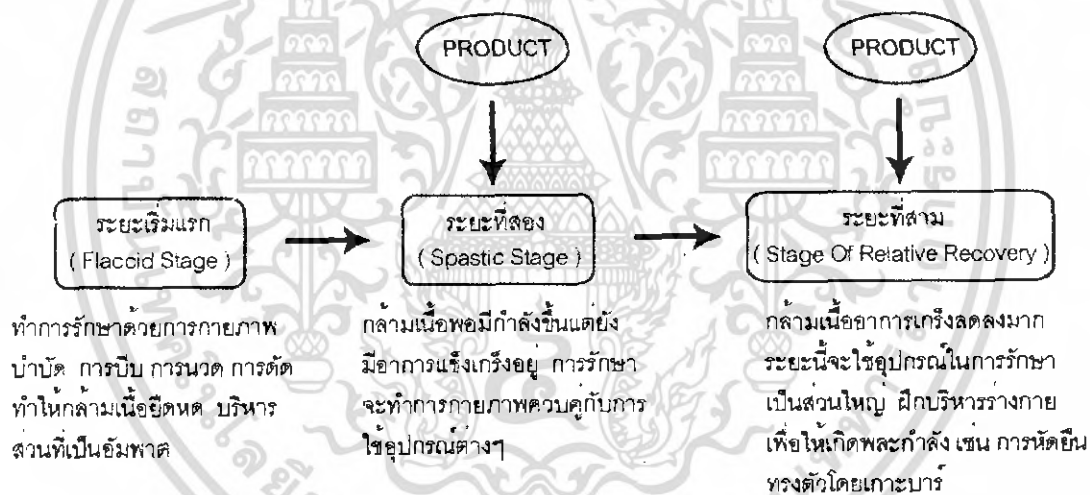 PRODUCT
PRODUCT
ระยะเริ่มแรก
( Flaccid Stage )
ระยะที่สอง
( Spastic Stage )
ระยะที่สาม
( Stage Of Relative Recovery )
ทำการรักษาด้วยการกายภาพ
บำบัด การบีบ การนวด การดัด
ทำให้กล้ามเนื้อยืดหด บริหาร
ส่วนที่เป็นอัมพาต
กล้ามเนื้อพอมีกำลังขึ้นแต่ยัง
มีอาการแข็งเกร็งอยู่ การรักษา
จะทำการกายภาพควบคู่กับการ
ใช้อุปกรณ์ต่างๆ
กล้ามเนื้ออาการเกร็งลดลงมาก
ระยะนี้จะใช้อุปกรณ์ในการรักษา
เป็นส่วนใหญ่ ฝึกบริหารร่างกาย
เพื่อให้เกิดพละกำลัง เช่น การหัดยืน
ทรงตัวโดยเกาะบาร์